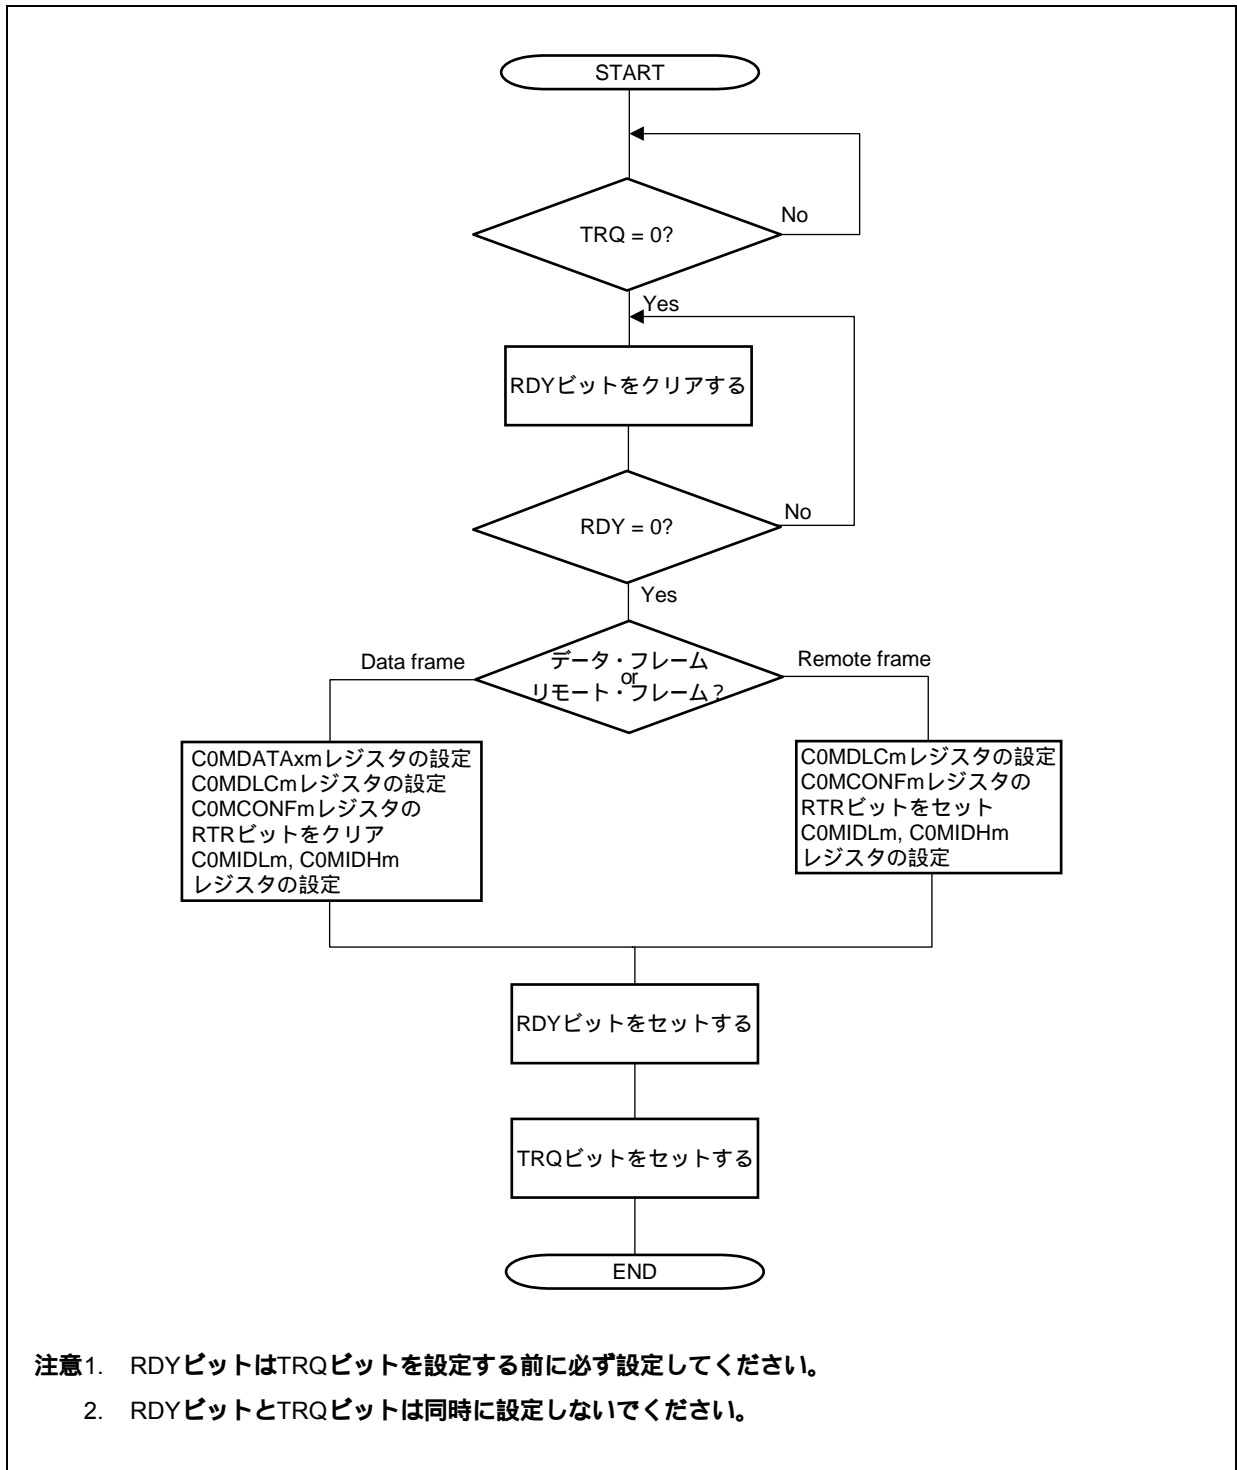 START
No
TRQ = 0?
Yes
RDYビットをクリアする
No
RDY = 0?
Yes
Data frame
データ・フレーム
or
リモート・フレーム？
Remote frame
C0MDATAxmレジスタの設定
C0MDLCmレジスタの設定
C0MCONFmレジスタの
RTRビットをクリア
C0MIDLm, C0MIDHm
レジスタの設定
C0MDLCmレジスタの設定
C0MCONFmレジスタの
RTRビットをセット
C0MIDLm, C0MIDHm
レジスタの設定
RDYビットをセットする
TRQビットをセットする
END
注意1. RDYビットはTRQビットを設定する前に必ず設定してください。
2. RDYビットとTRQビットは同時に設定しないでください。